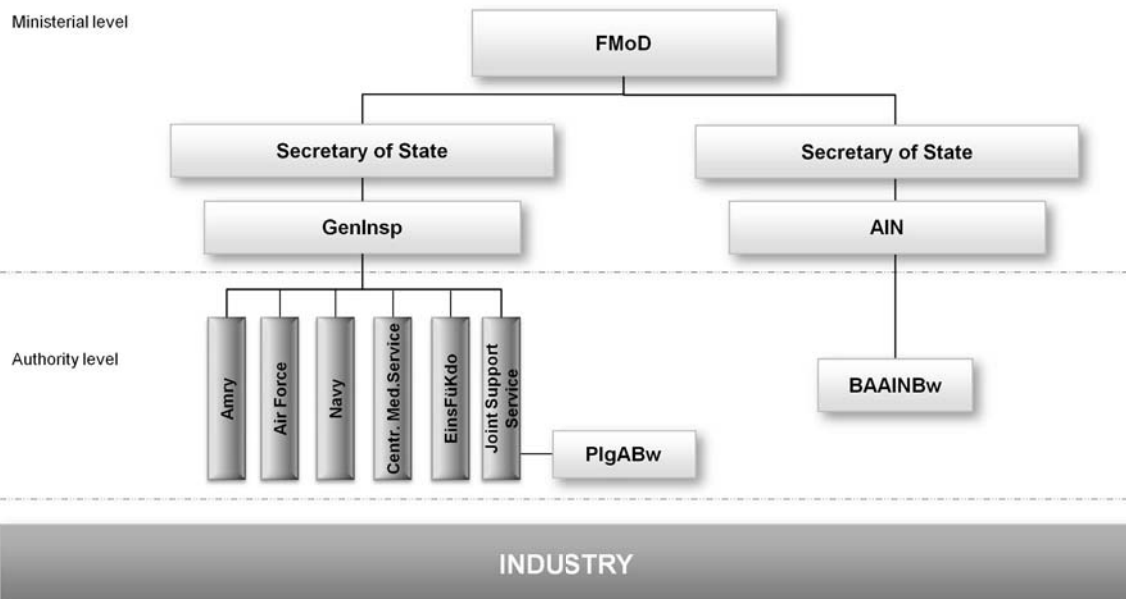 Ministerial level
FMoD
Secretary of State
Secretary of State
GenInsp
AIN
Authority level
Amry
Air Force
Navy
Centr. Med.Service
EinsFüKdo
Joint Support
Service
PlgABw
BAAINBw
INDUSTRY